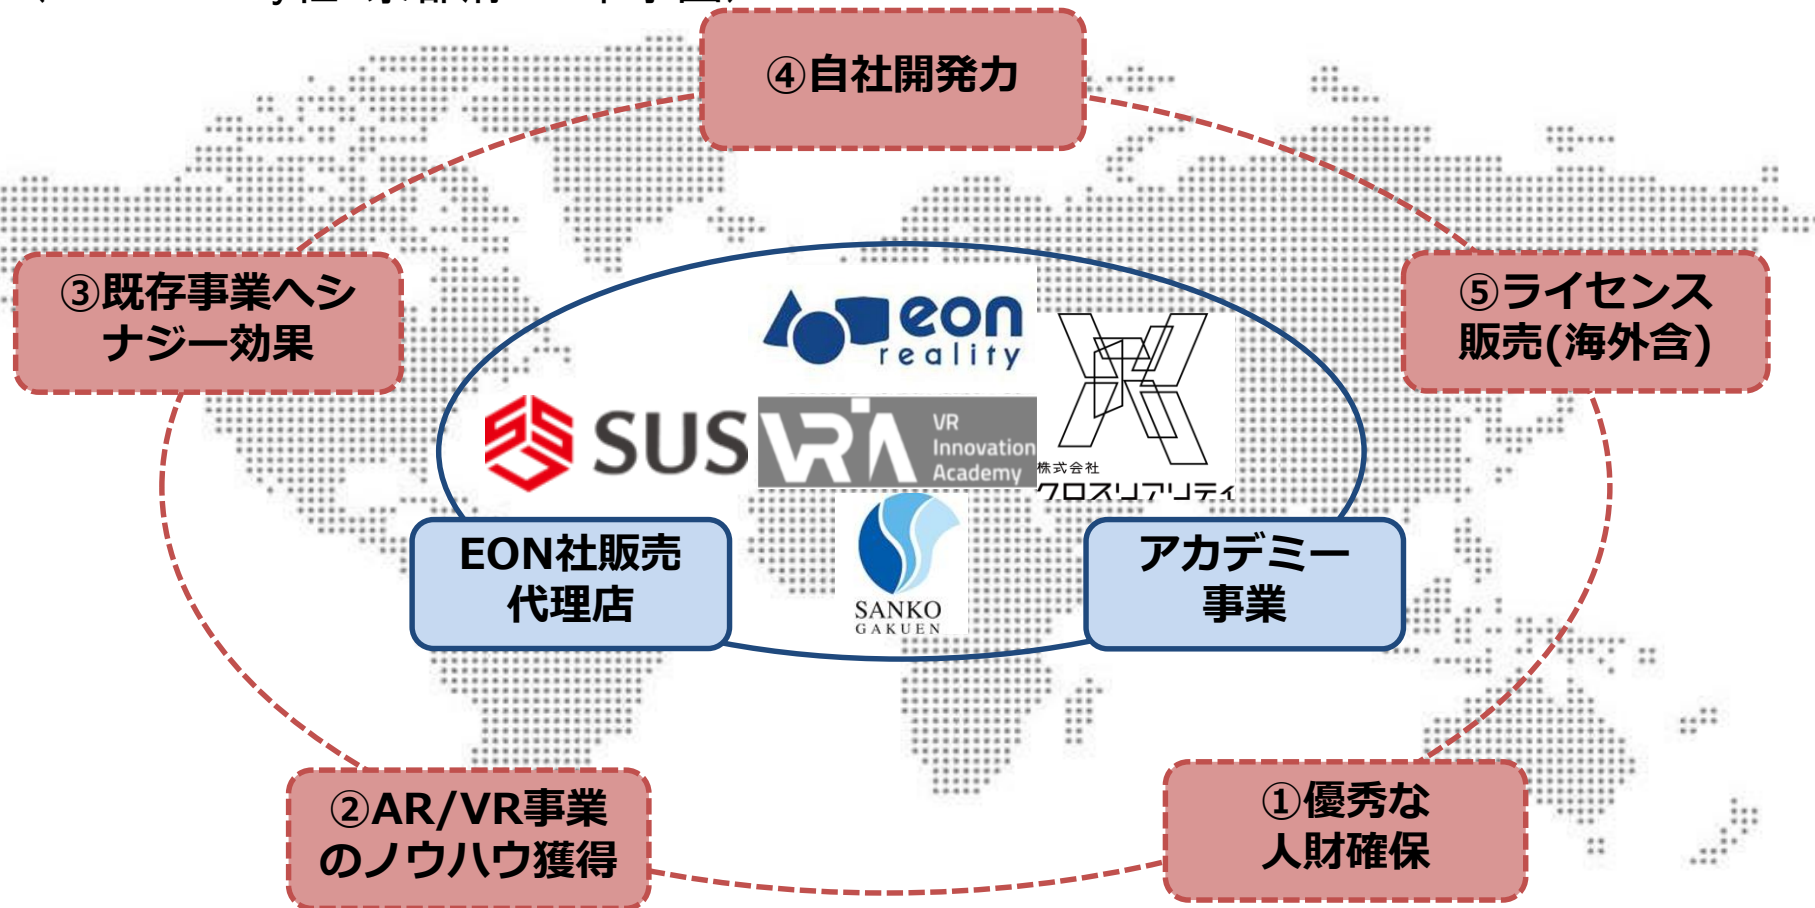 ④自社開発力
③既存事業へシ
ナジー効果
⑤ライセンス
販売(海外含)
eon
reality
SUS
VRIA
VR
Innovation
Academy
株式会社
クロスリアリティ
SANKO
GAKUEN
EON社販売
代理店
アカデミー
事業
②AR/VR事業
のノウハウ獲得
①優秀な
人財確保